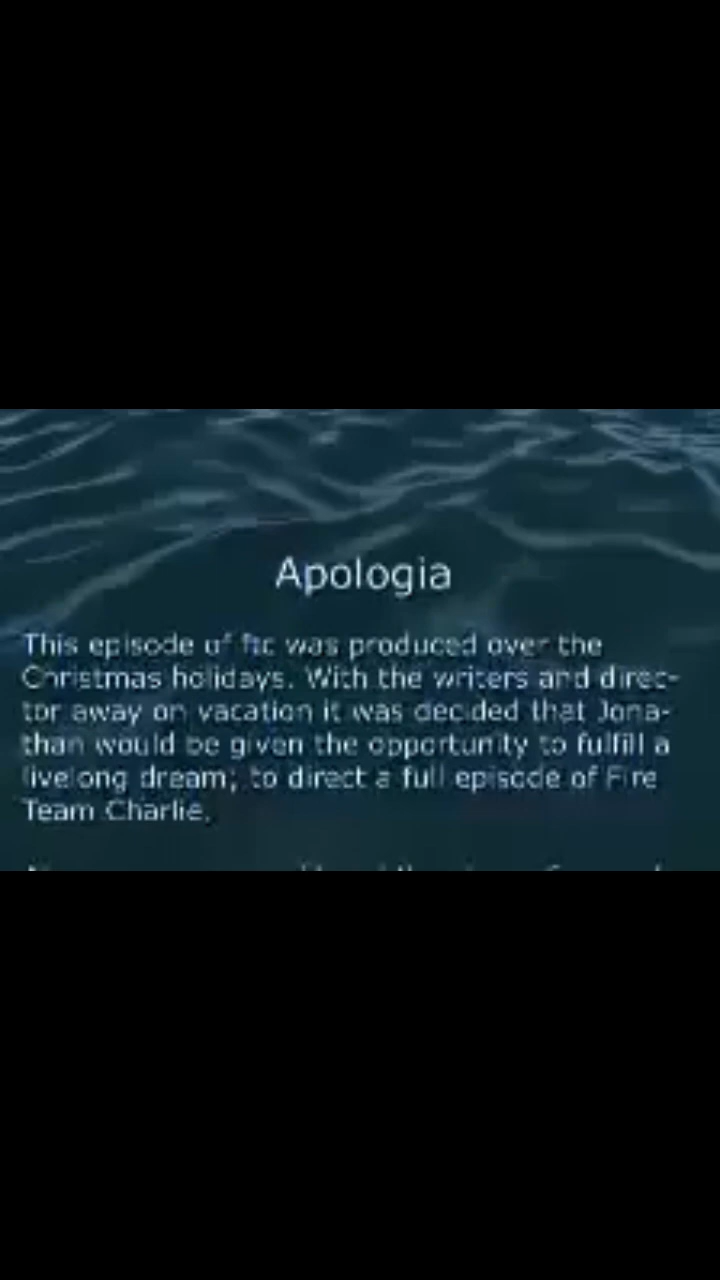 Apologia
This episode of ftc was produced over the
Christmas holidays. With the writers and direc-
tor away on vacation it was decided that Jona-
than would be given the opportunity to fulfill a
livelong dream; to direct a full episode of Fire
Team Charlie.